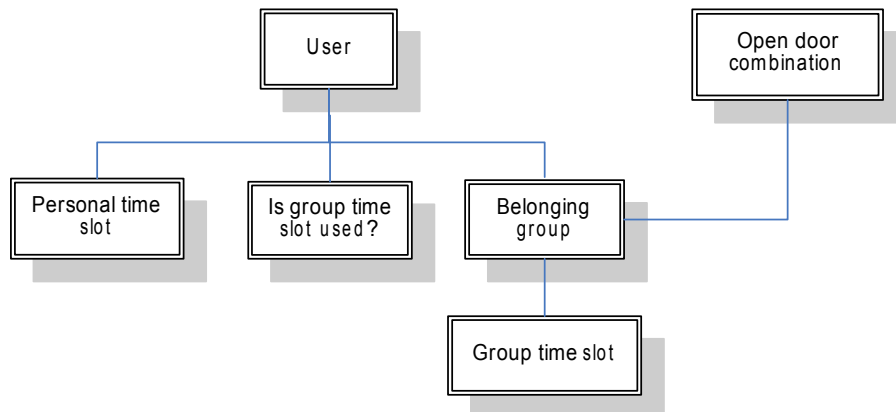 User
Open door
combination
Personal time
slot
Is group time
slot used?
Belonging
group
Group time slot